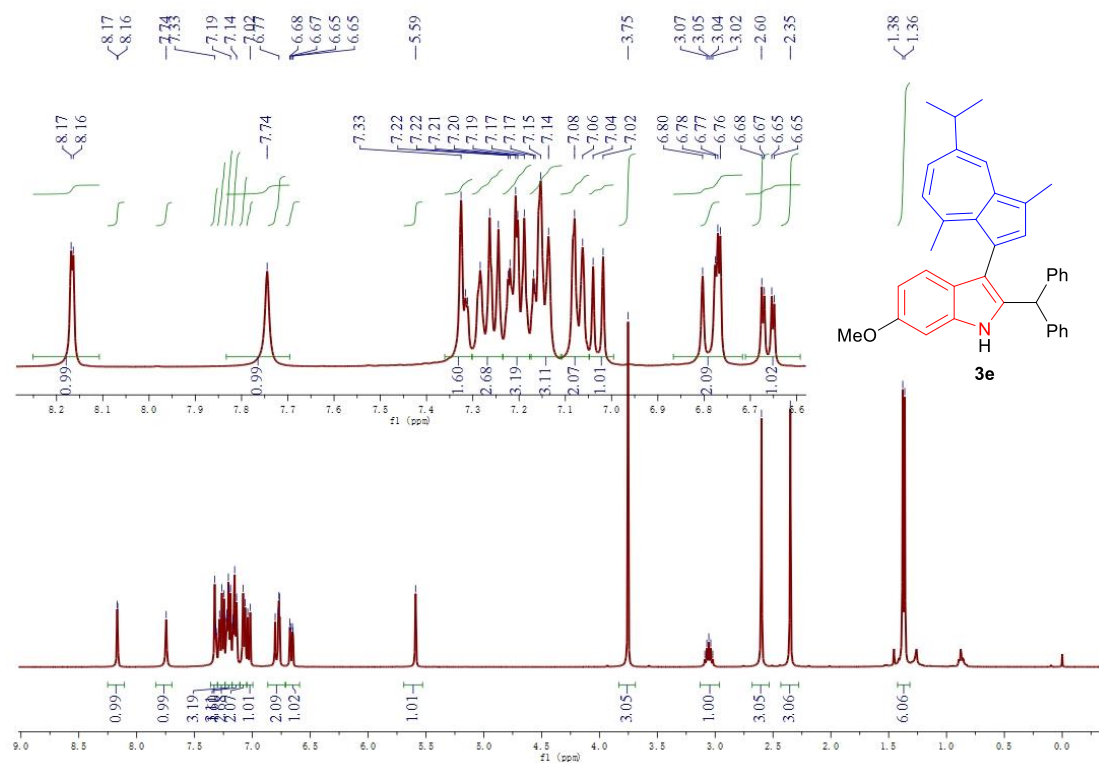 8.17 8.16 7.74 7.33 7.19 7.14 7.02 6.77 6.68 6.67 6.65 6.65 5.59 3.75 3.07 3.05 3.04 3.02 2.60 2.35 1.38 1.36
8.17 8.16 7.74 7.33 7.22 7.22 7.21 7.20 7.19 7.17 7.17 7.15 7.14 7.08 7.06 7.04 7.02 6.80 6.78 6.77 6.76 6.68 6.67 6.65 6.65
Ph
MeO
Ph
N
H
3e
0.99 0.99 1.60 2.68 3.19 3.11 2.07 1.01 2.09 1.02
8.2 8.1 8.0 7.9 7.8 7.7 7.6 7.5 7.4 7.3 7.2 7.1 7.0 6.9 6.8 6.7 6.6
f1 (ppm)
0.99 0.99 3.19 2.07 1.01 2.09 1.02 1.01 3.05 1.00 3.05 3.06 6.06
9.0 8.5 8.0 7.5 7.0 6.5 6.0 5.5 5.0 4.5 4.0 3.5 3.0 2.5 2.0 1.5 1.0 0.5 0.0
f1 (ppm)